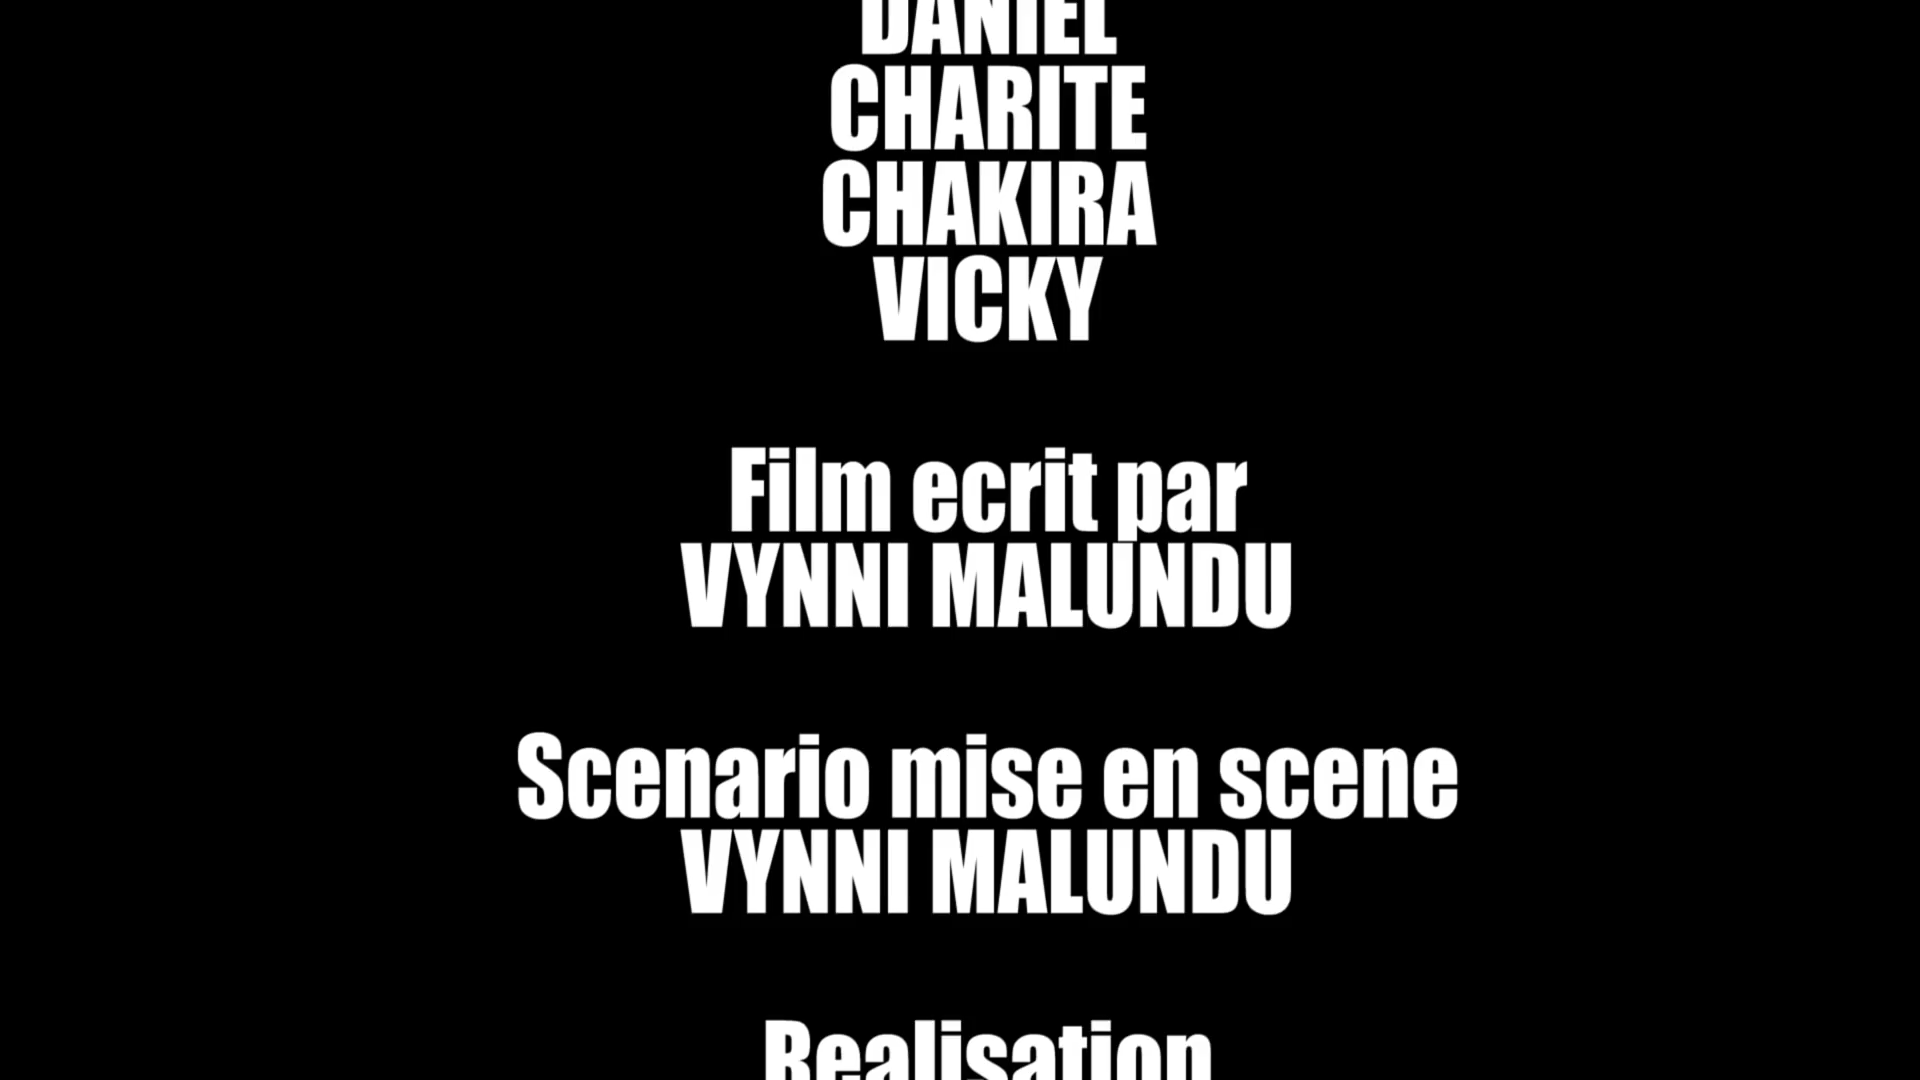 DANIEL
CHARITE
CHAKIRA
VICKY
Film ecrit par
VYNNI MALUNDU
Scenario mise en scene
VYNNI MALUNDU
Realisation